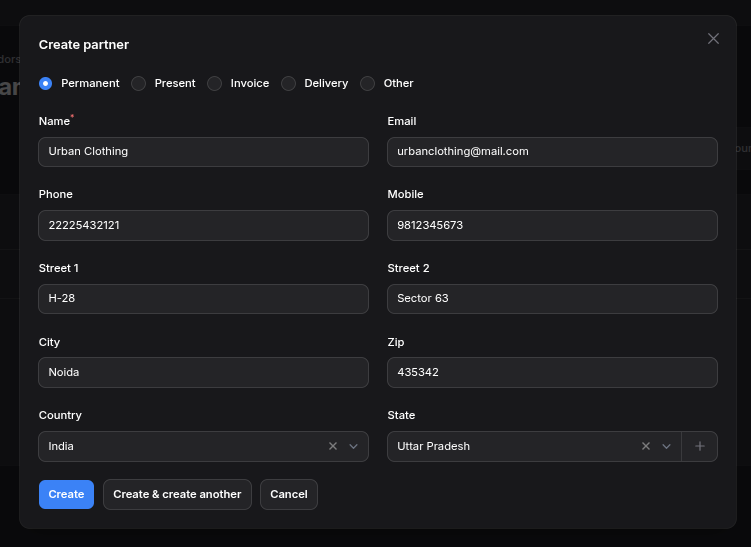 Create partner
Permanent Present Invoice Delivery Other
Name* Email
Urban Clothing urbanclothing@mail.com
Phone Mobile
22225432121 9812345673
Street 1 Street 2
H-28 Sector 63
City Zip
Noida 435342
Country State
India Uttar Pradesh
Create Create & create another Cancel